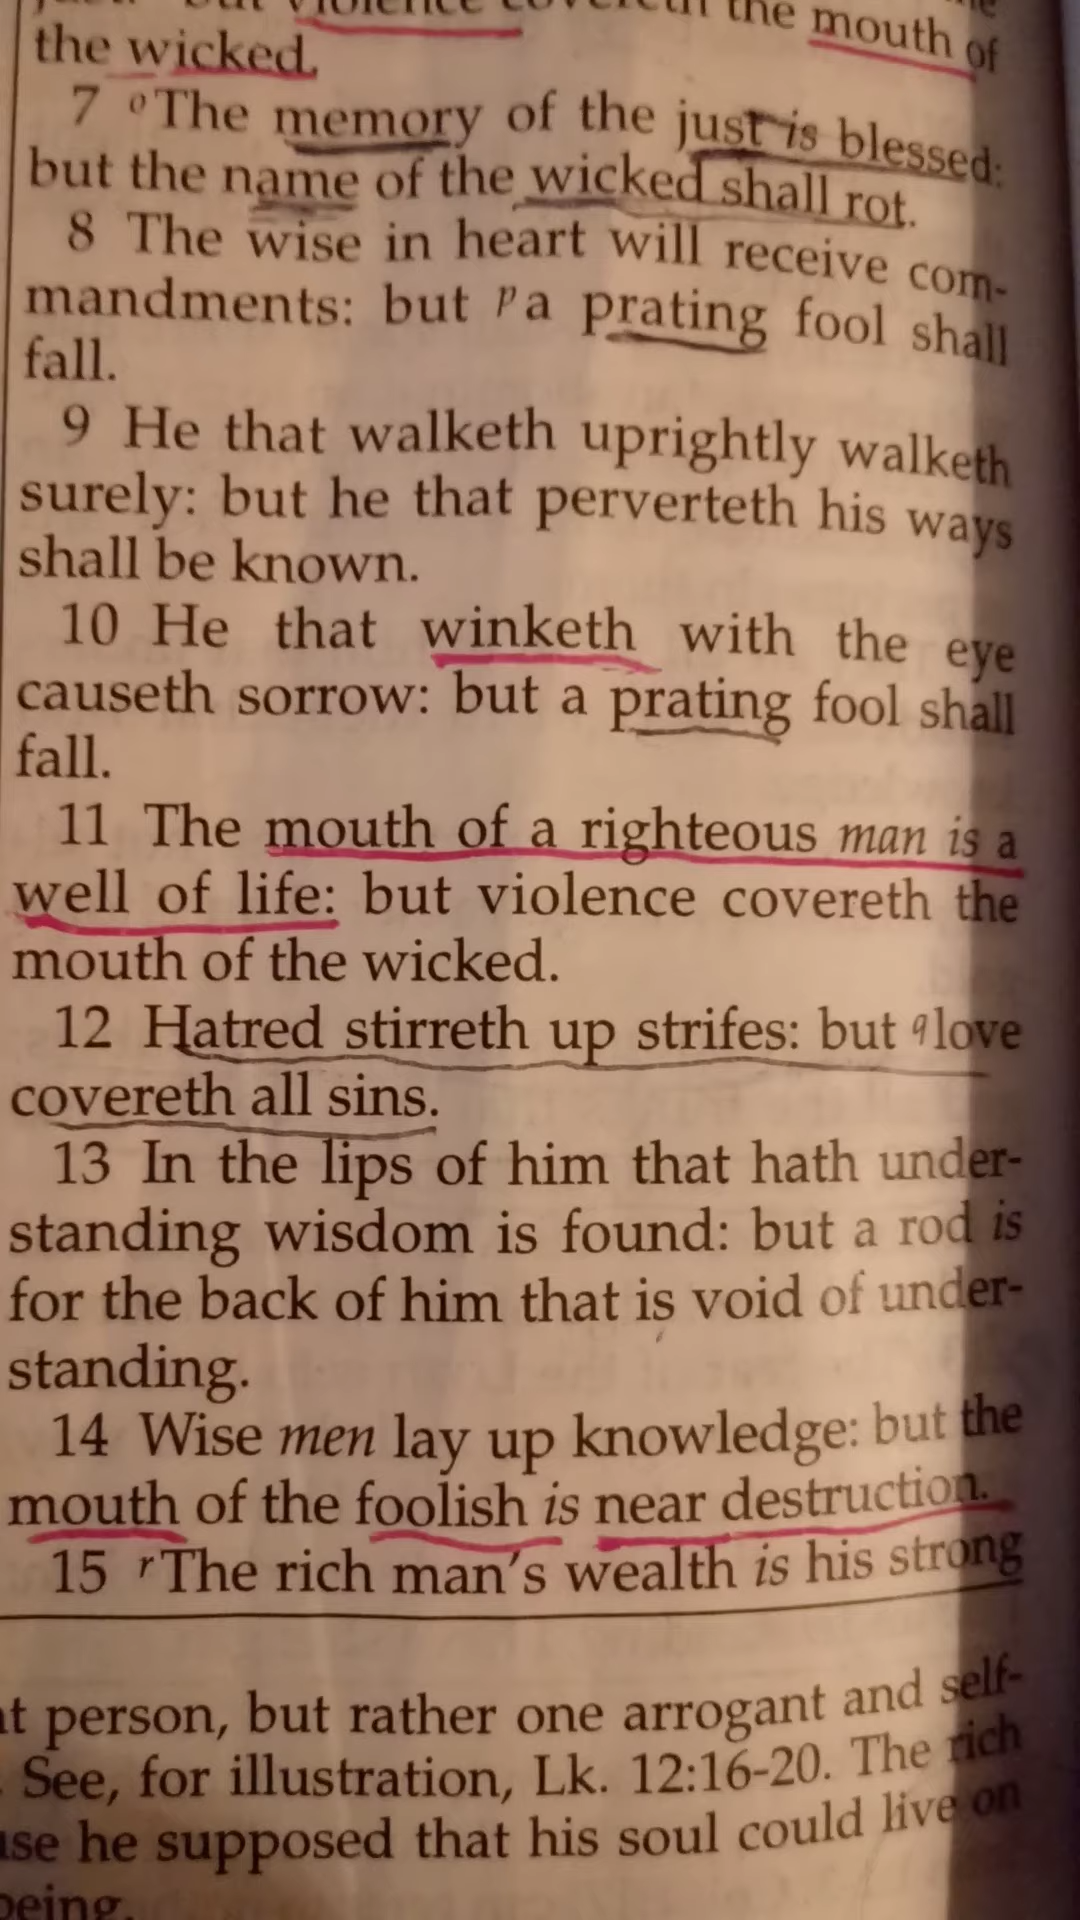 violence covereth the mouth of
the wicked.
7 oThe memory of the just is blessed:
but the name of the wicked shall rot.
8 The wise in heart will receive com-
mandments: but p a prating fool shall
fall.
9 He that walketh uprightly walketh
surely: but he that perverteth his ways
shall be known.
10 He that winketh with the eye
causeth sorrow: but a prating fool shall
fall.
11 The mouth of a righteous man is a
well of life: but violence covereth the
mouth of the wicked.
12 Hatred stirreth up strifes: but qlove
covereth all sins.
13 In the lips of him that hath under-
standing wisdom is found: but a rod is
for the back of him that is void of under-
standing.
14 Wise men lay up knowledge: but the
mouth of the foolish is near destruction.
15 rThe rich man's wealth is his strong
person, but rather one arrogant and self-
See, for illustration, Lk. 12:16-20. The rich
he supposed that his soul could live on
being.